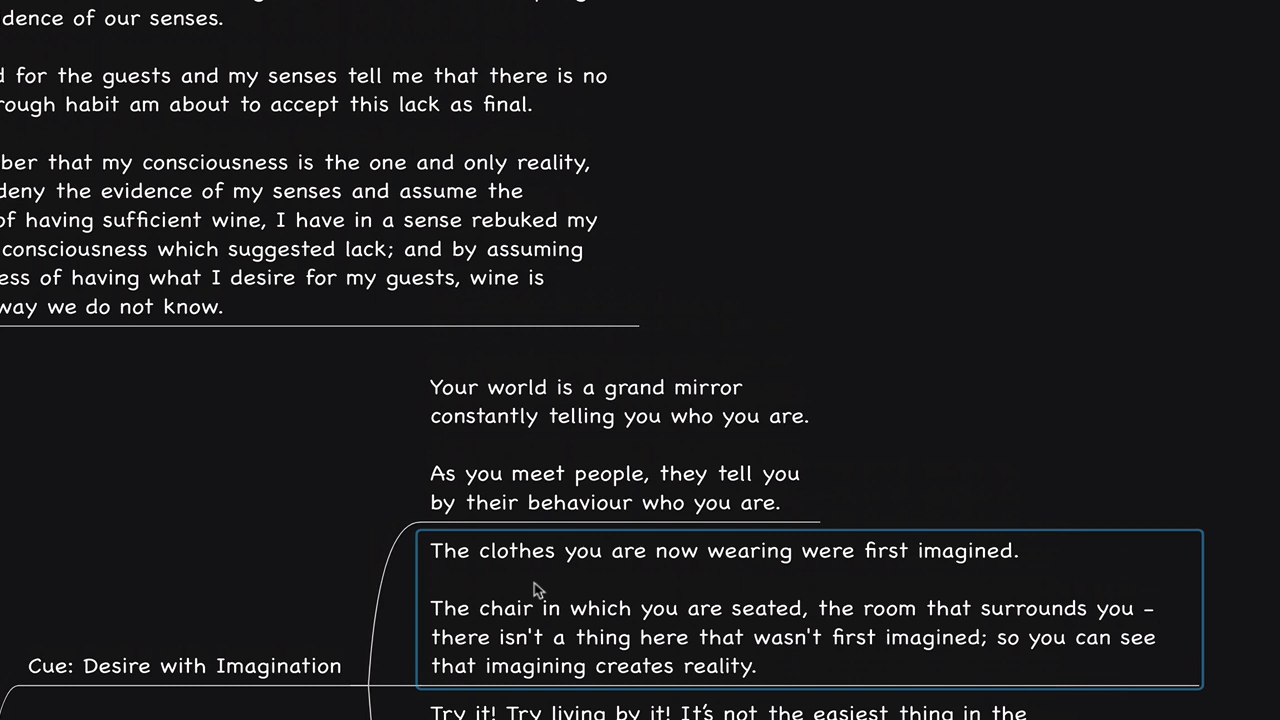 dence of our senses.
for the guests and my senses tell me that there is no
rough habit am about to accept this lack as final.
ber that my consciousness is the one and only reality,
deny the evidence of my senses and assume the
of having sufficient wine, I have in a sense rebuked my
consciousness which suggested lack; and by assuming
ess of having what I desire for my guests, wine is
way we do not know.
Your world is a grand mirror
constantly telling you who you are.
As you meet people, they tell you
by their behaviour who you are.
The clothes you are now wearing were first imagined.
The chair in which you are seated, the room that surrounds you –
there isn't a thing here that wasn't first imagined; so you can see
that imagining creates reality.
Cue: Desire with Imagination
Try it! Try living by it! It's not the easiest thing in the